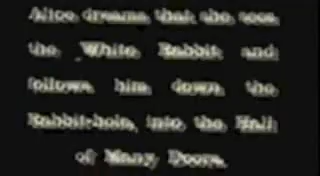 Alice dreams that she sees
the White Rabbit and
follows him down the
Rabbit-hole, into the Hall
of Many Doors.